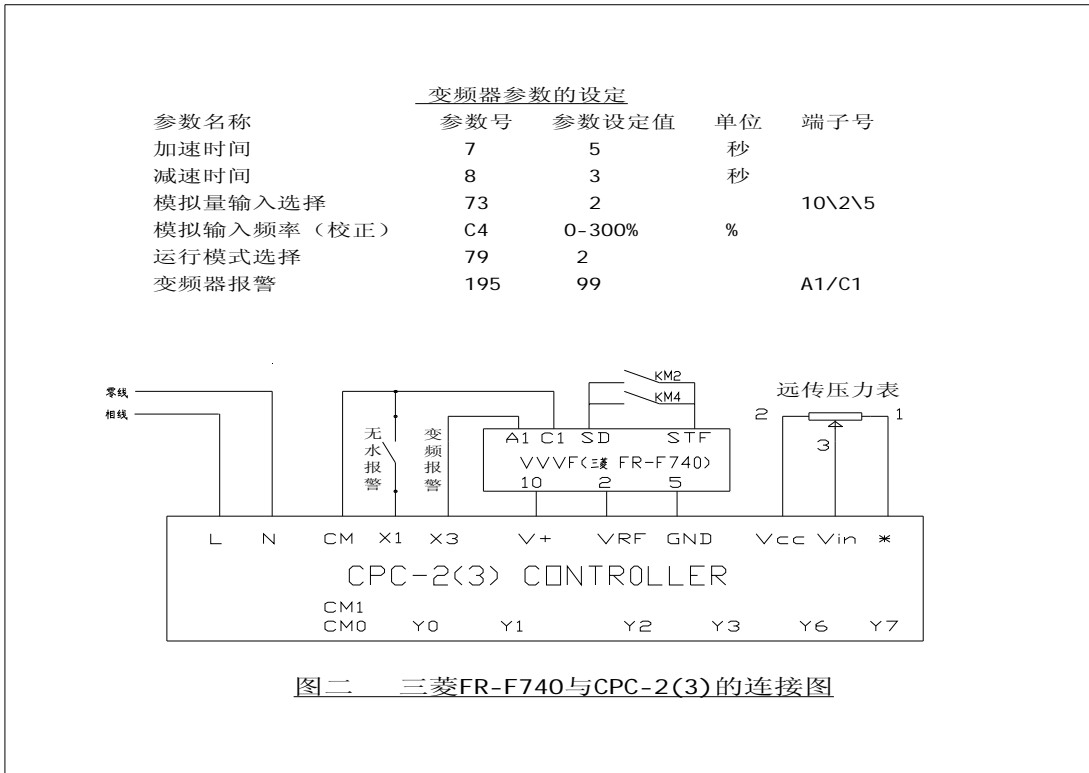 变频器参数的设定
参数名称 参数号 参数设定值 单位 端子号
加速时间 7 5 秒
减速时间 8 3 秒
模拟量输入选择 73 2 10\2\5
模拟输入频率（校正） C4 0-300% %
运行模式选择 79 2
变频器报警 195 99 A1/C1
零线
相线
无水报警
变频报警
KM2
KM4
远传压力表
2 1
3
A1 C1 SD STF
VVVF(三菱 FR-F740)
10 2 5
L N CM X1 X3 V+ VRF GND Vcc Vin *
CPC-2(3) CONTROLLER
CM1
CM0 Y0 Y1 Y2 Y3 Y6 Y7
图二 三菱FR-F740与CPC-2(3)的连接图